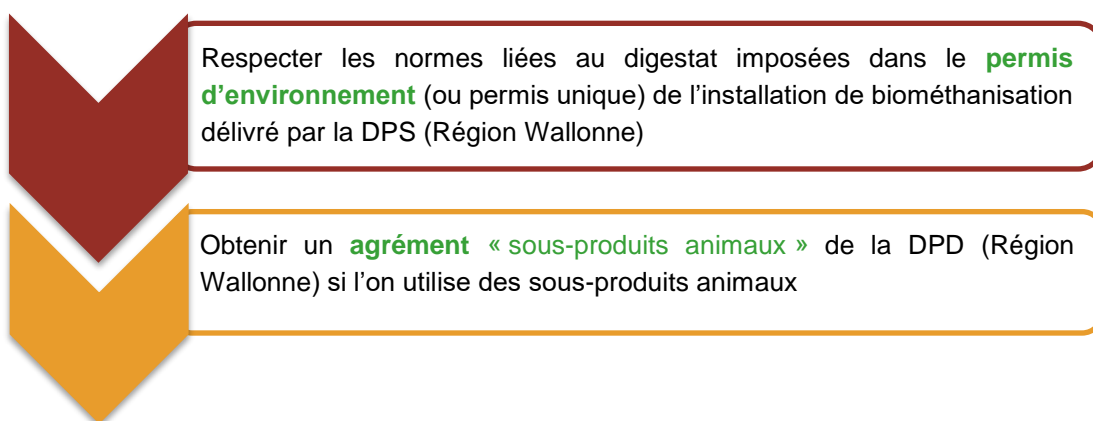 Respecter les normes liées au digestat imposées dans le permis
d’environnement (ou permis unique) de l’installation de biométhanisation
délivré par la DPS (Région Wallonne)
Obtenir un agrément « sous-produits animaux » de la DPD (Région
Wallonne) si l’on utilise des sous-produits animaux